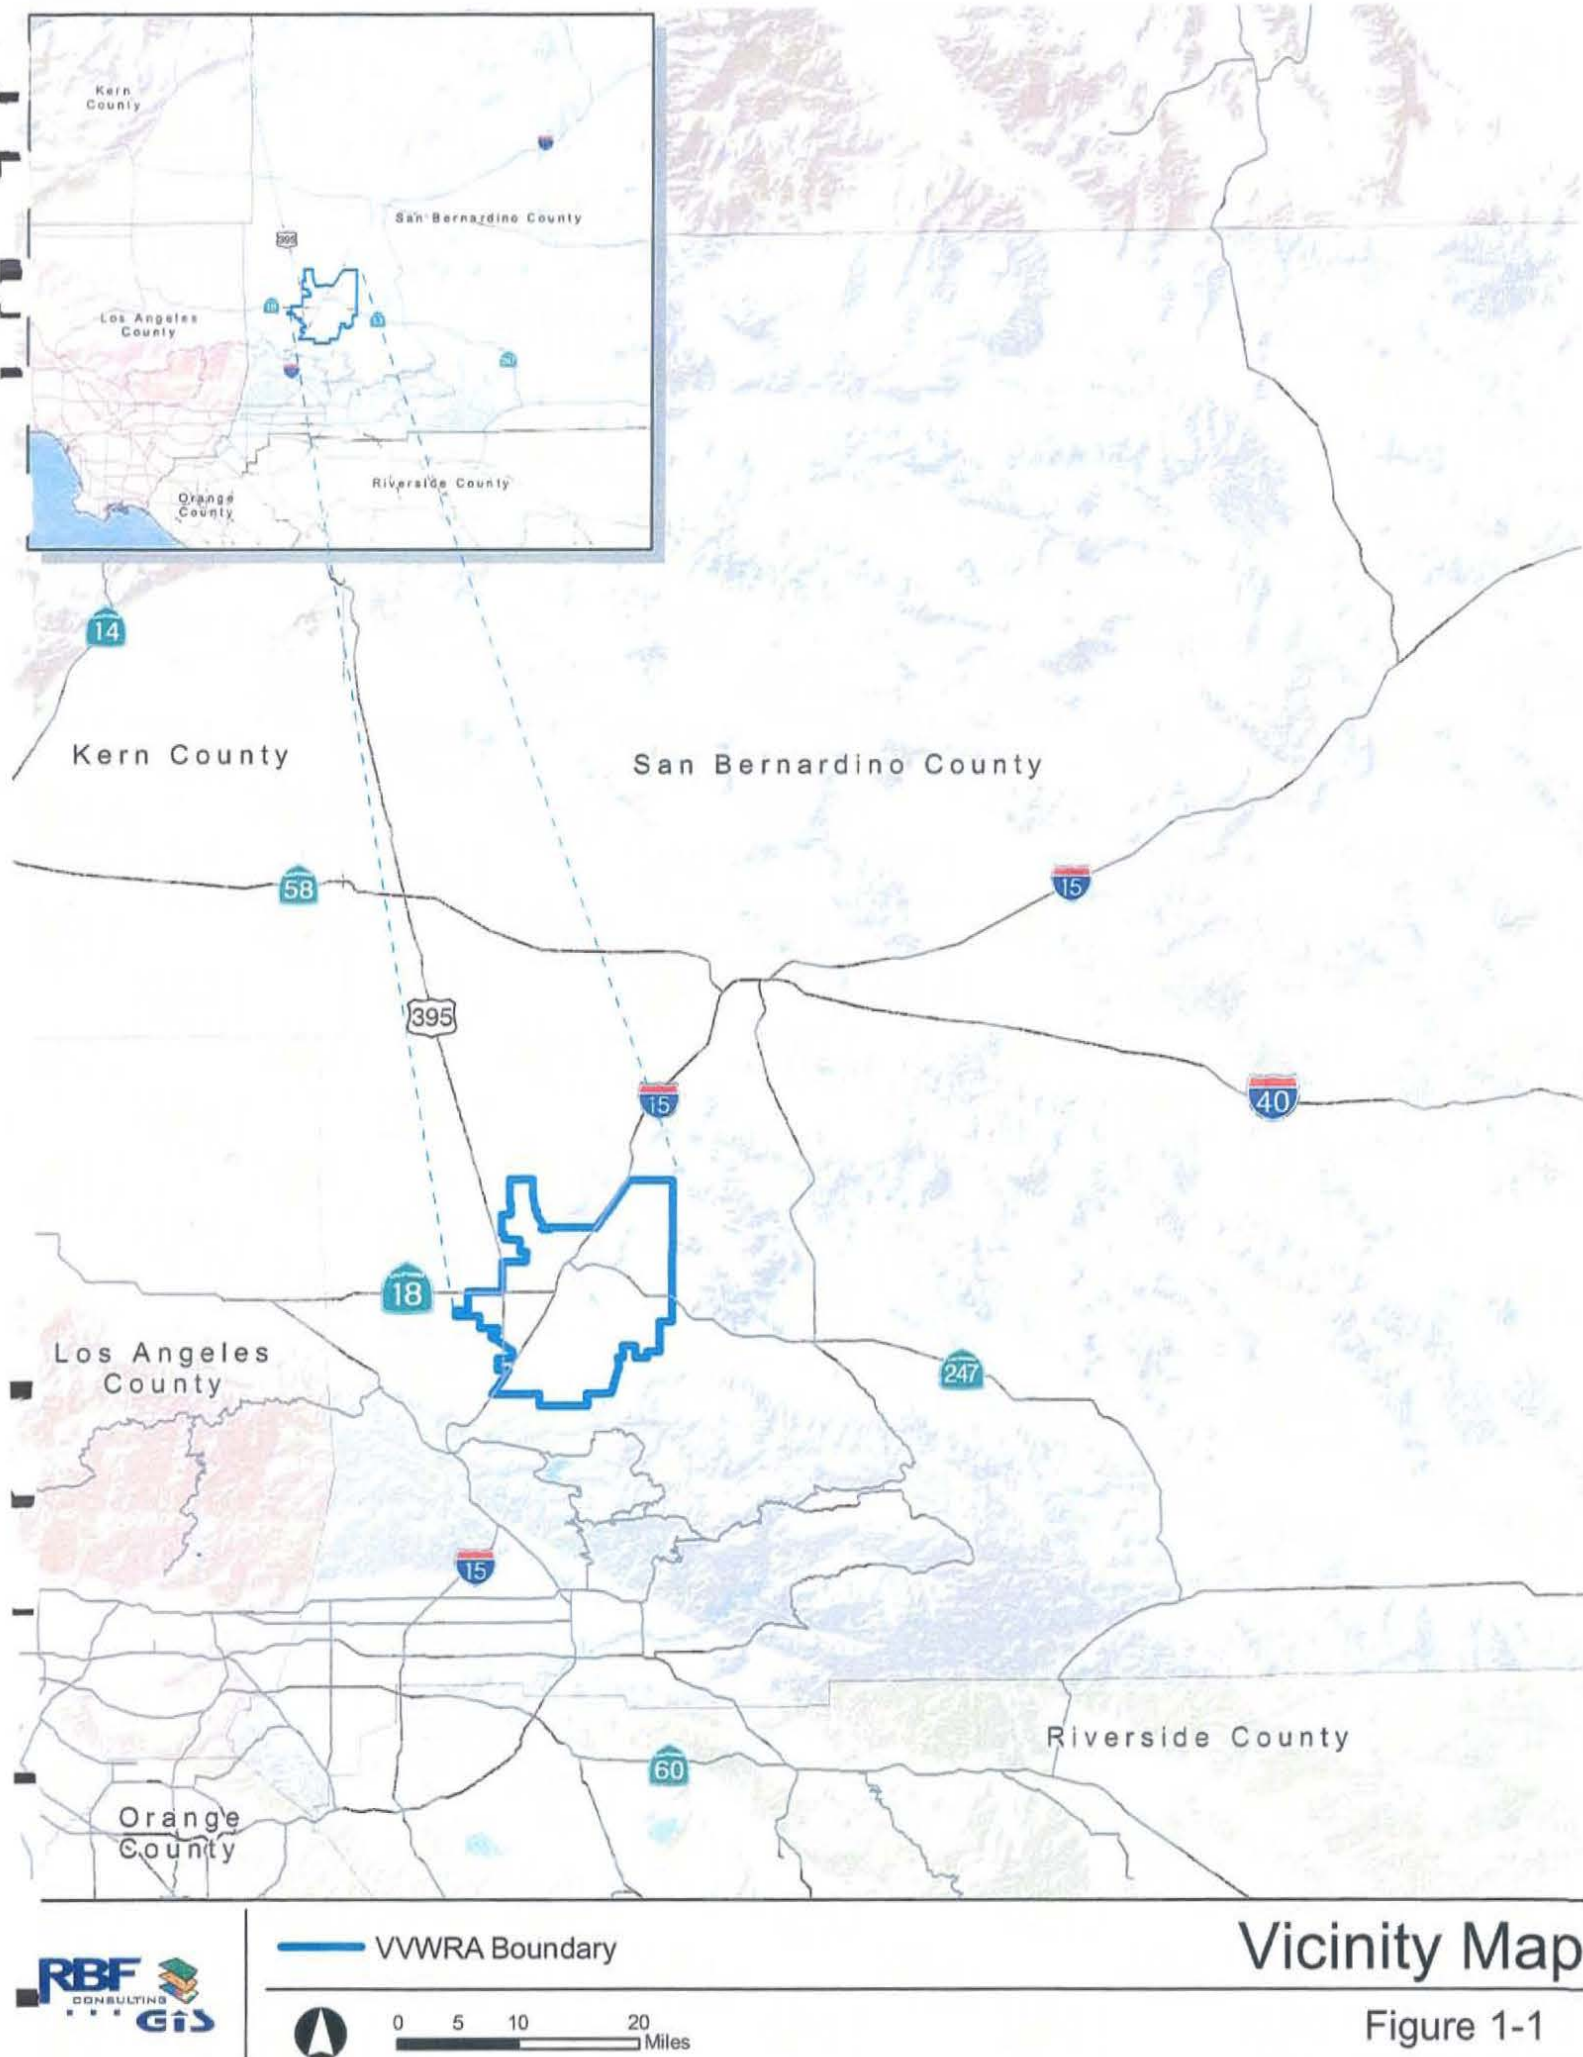 Kern
County
San Bernardino County
395
18
Los Angeles
County
Riverside County
Orange
County
14
Kern County
San Bernardino County
58
15
395
15
40
18
Los Angeles
County
247
15
Riverside County
60
Orange
County
RBF
CONSULTING
GIS
VVWRA Boundary
0 5 10 20
Miles
Vicinity Map
Figure 1-1